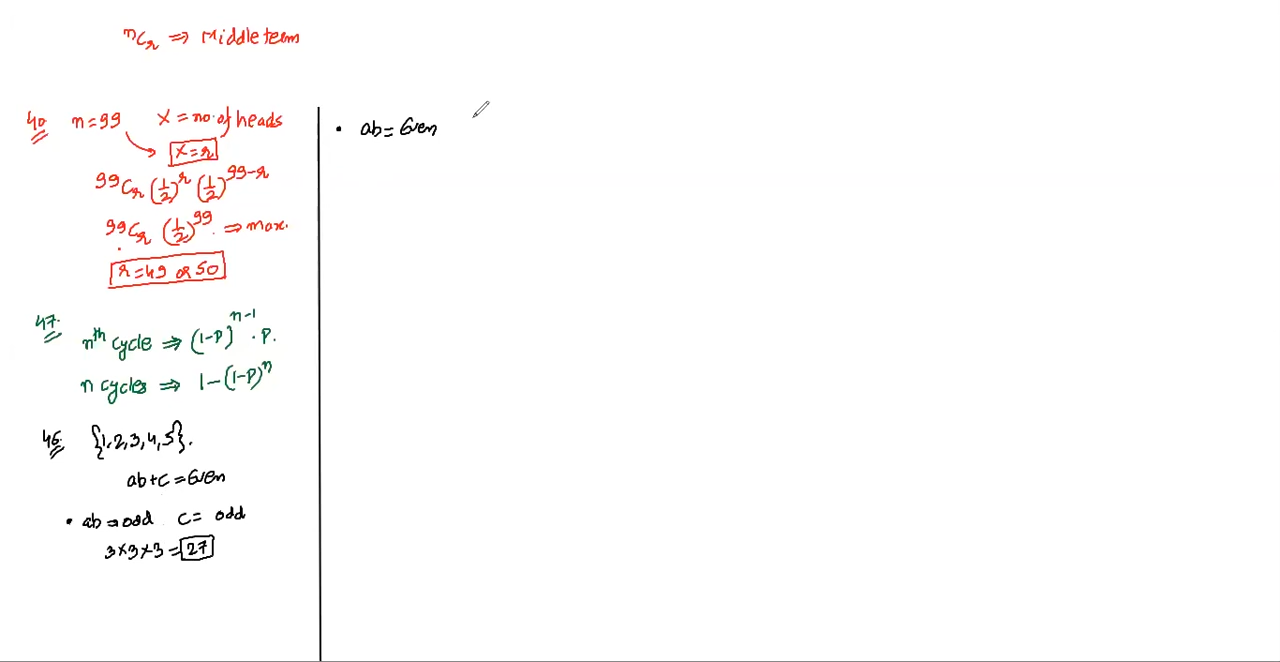 nCr ⇒ Middle term
40. n=99 X = no. of heads
X=r
99Cr (1/2)^r (1/2)^99-r
99Cr (1/2)^99 ⇒ max.
r=49 or 50
47. nth cycle ⇒ (1-P)^n-1 . P.
n cycles ⇒ 1-(1-P)^n
46. {1,2,3,4,5}.
ab+c = Even
• ab = odd c = odd
3×3×3 = 27
• ab = Even